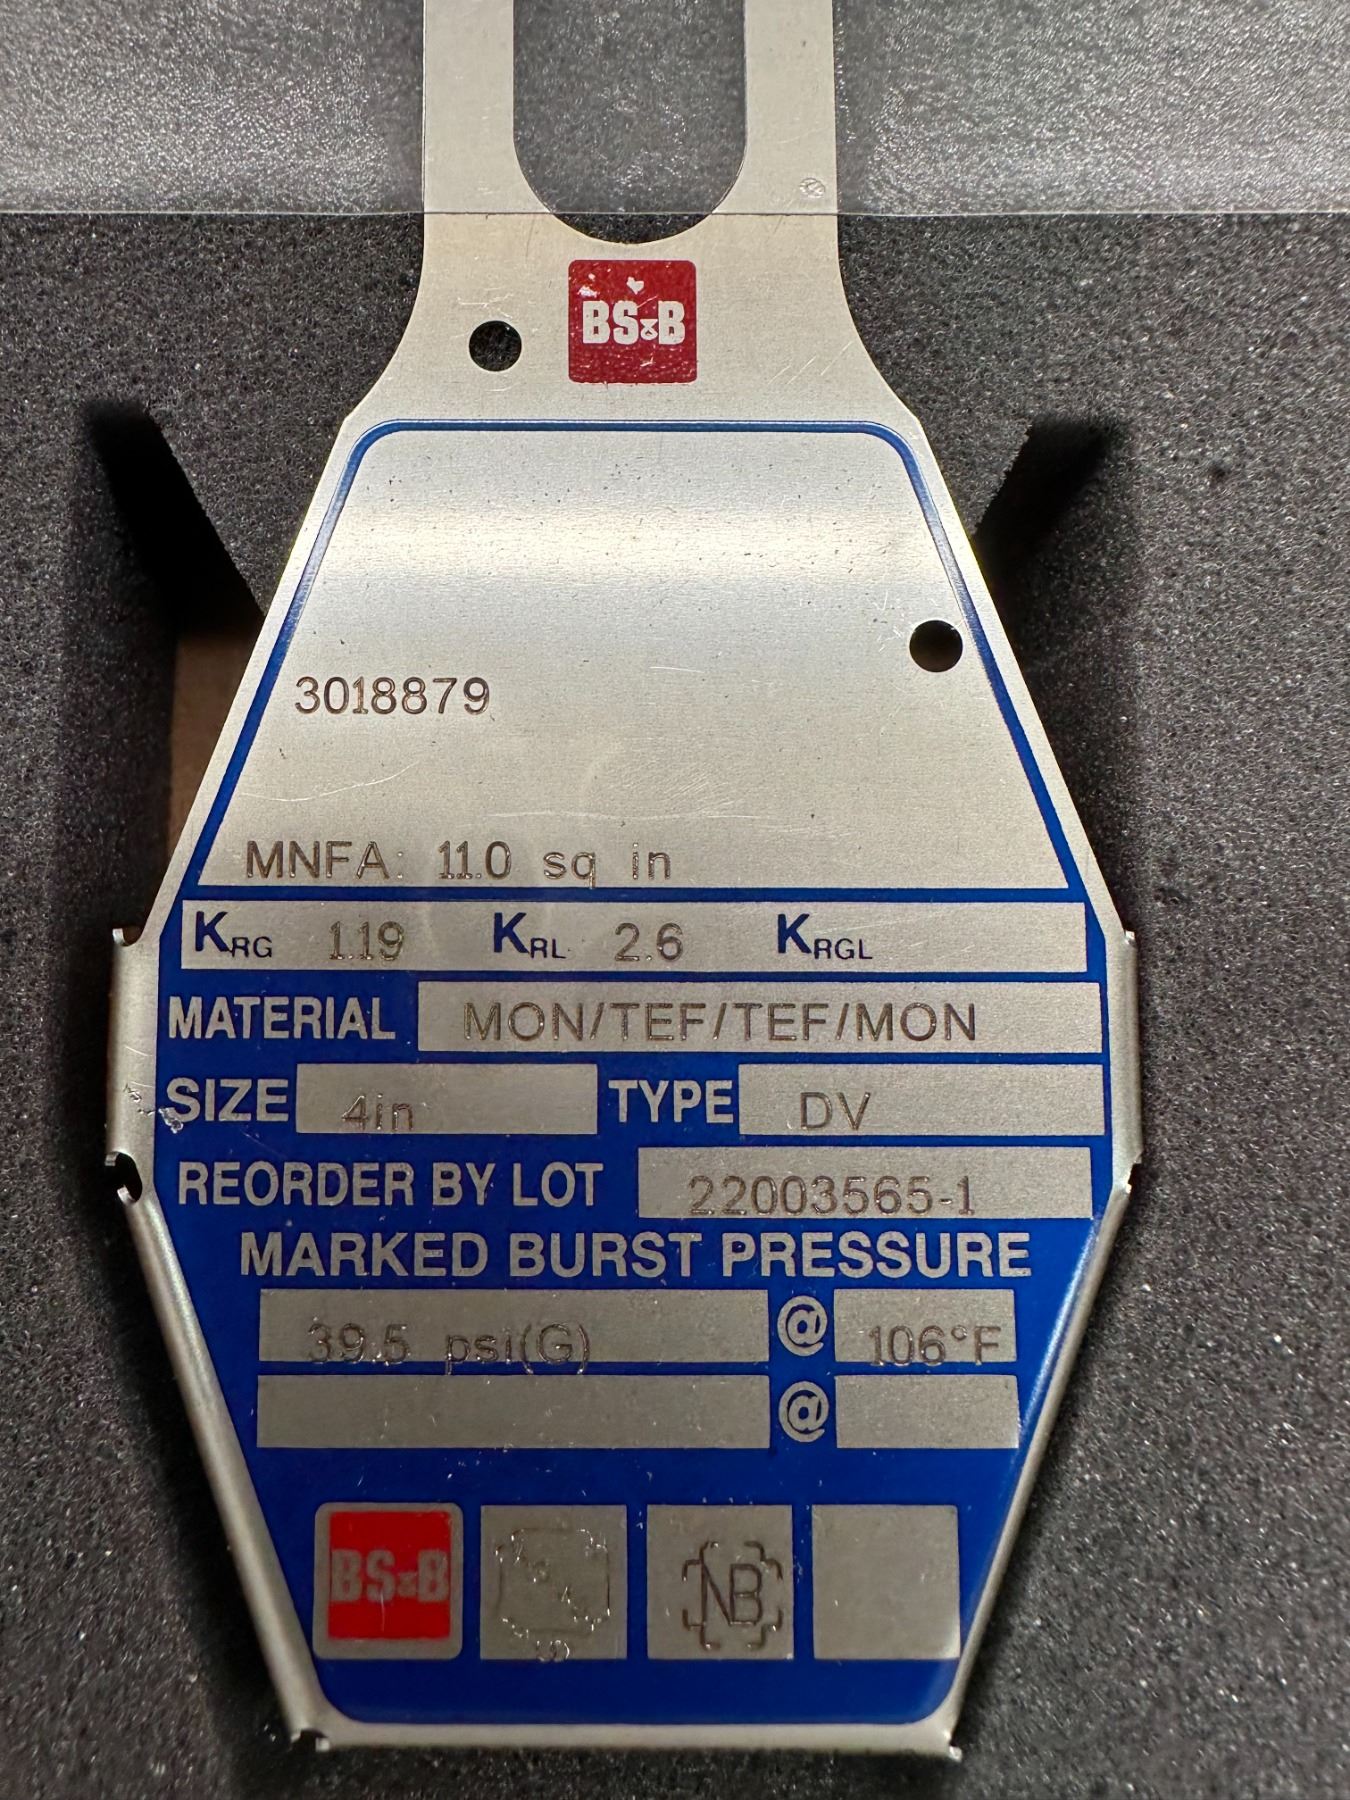 BS&B
3018879
MNFA: 11.0 sq in
KRG 1.19 KRL 2.6 KRGL
MATERIAL MON/TEF/TEF/MON
SIZE 4in TYPE DV
REORDER BY LOT 22003565-1
MARKED BURST PRESSURE
39.5 psi(G) @ 106°F
@
BS&B NB